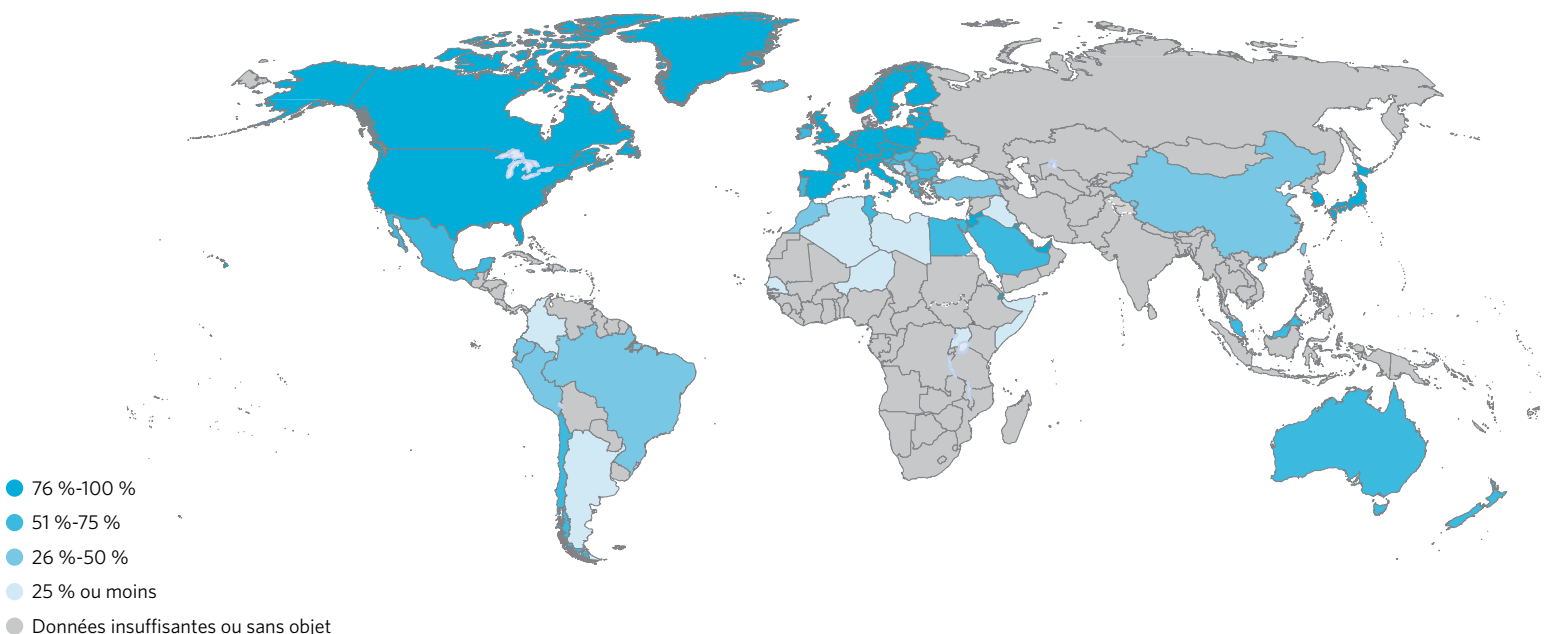 76 %-100 %
51 %-75 %
26 %-50 %
25 % ou moins
Données insuffisantes ou sans objet